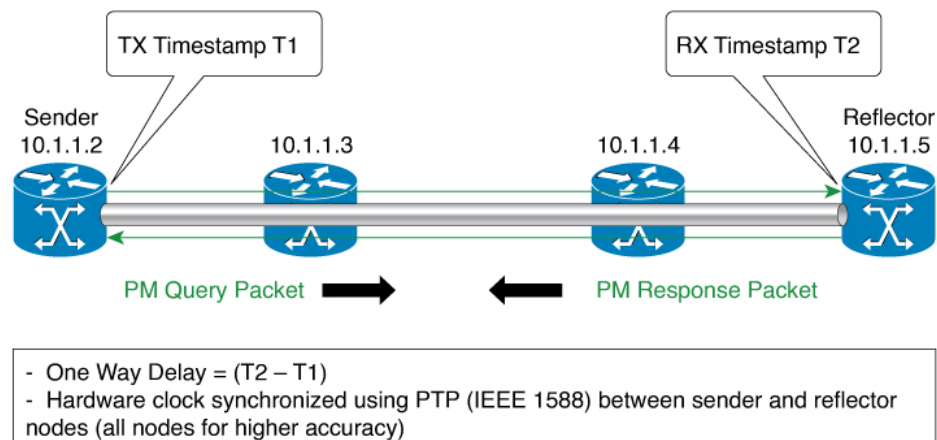 TX Timestamp T1
RX Timestamp T2
Sender
10.1.1.2
10.1.1.3
10.1.1.4
Reflector
10.1.1.5
PM Query Packet
PM Response Packet
- One Way Delay = (T2 – T1)
- Hardware clock synchronized using PTP (IEEE 1588) between sender and reflector
nodes (all nodes for higher accuracy)